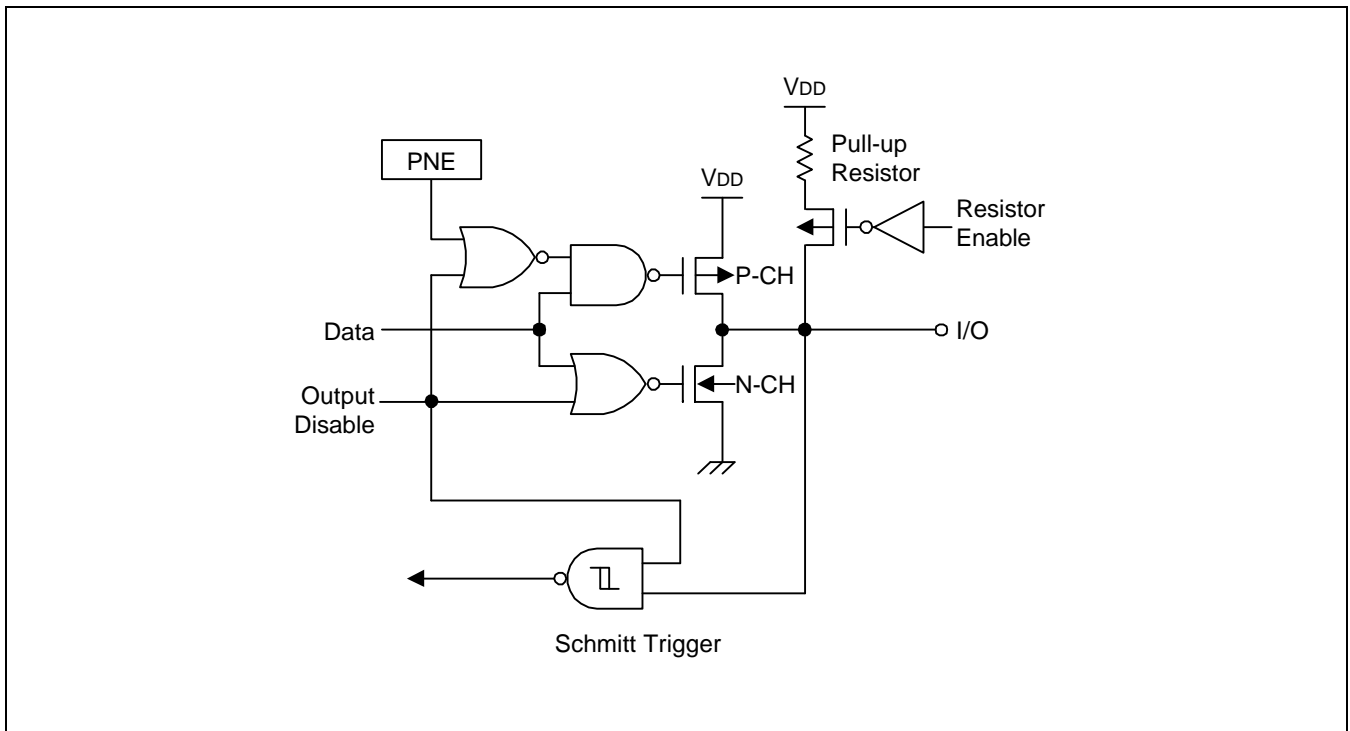 VDD
Pull-up
Resistor
PNE
VDD
Resistor
Enable
P-CH
Data
I/O
N-CH
Output
Disable
Schmitt Trigger